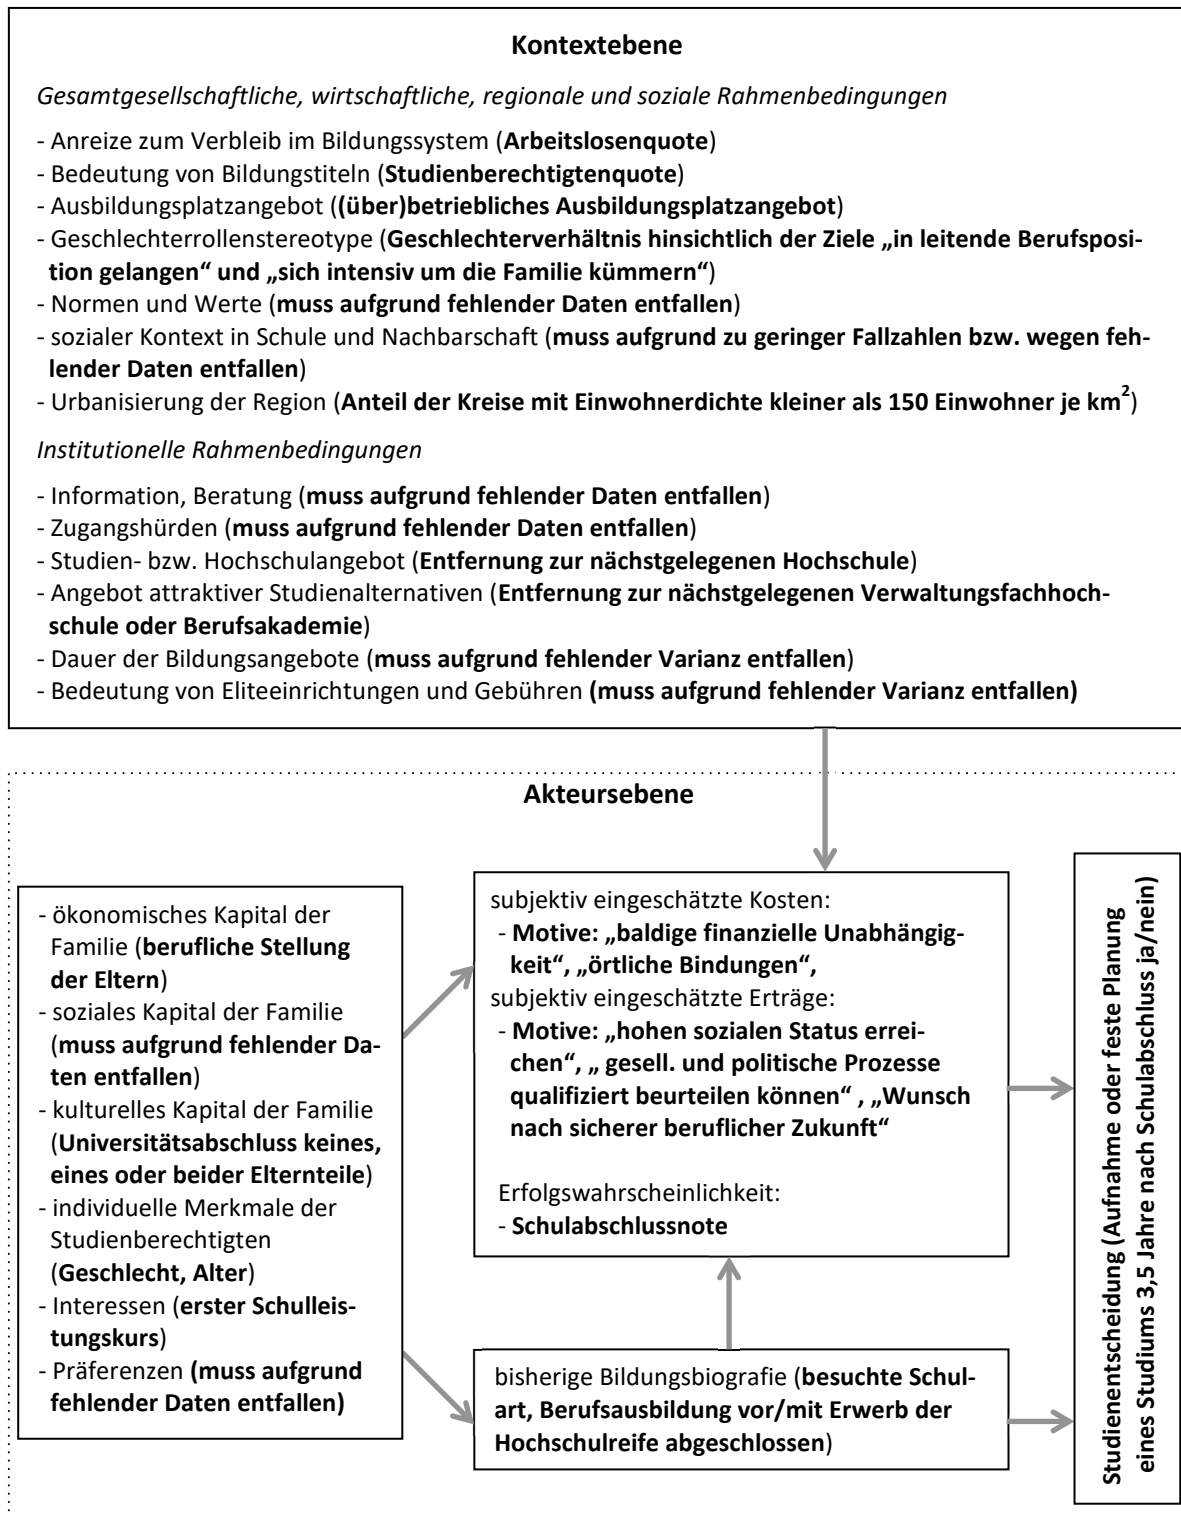 Kontextebene
Gesamtgesellschaftliche, wirtschaftliche, regionale und soziale Rahmenbedingungen
- Anreize zum Verbleib im Bildungssystem (Arbeitslosenquote)
- Bedeutung von Bildungstiteln (Studienberechtigtenquote)
- Ausbildungsplatzangebot ((über)betriebliches Ausbildungsplatzangebot)
- Geschlechterrollenstereotype (Geschlechterverhältnis hinsichtlich der Ziele „in leitende Berufsposi-
tion gelangen“ und „sich intensiv um die Familie kümmern“)
- Normen und Werte (muss aufgrund fehlender Daten entfallen)
- sozialer Kontext in Schule und Nachbarschaft (muss aufgrund zu geringer Fallzahlen bzw. wegen feh-
lender Daten entfallen)
- Urbanisierung der Region (Anteil der Kreise mit Einwohnerdichte kleiner als 150 Einwohner je km²)
Institutionelle Rahmenbedingungen
- Information, Beratung (muss aufgrund fehlender Daten entfallen)
- Zugangshürden (muss aufgrund fehlender Daten entfallen)
- Studien- bzw. Hochschulangebot (Entfernung zur nächstgelegenen Hochschule)
- Angebot attraktiver Studienalternativen (Entfernung zur nächstgelegenen Verwaltungsfachhoch-
schule oder Berufsakademie)
- Dauer der Bildungsangebote (muss aufgrund fehlender Varianz entfallen)
- Bedeutung von Eliteeinrichtungen und Gebühren (muss aufgrund fehlender Varianz entfallen)
Akteursebene
- ökonomisches Kapital der
Familie (berufliche Stellung
der Eltern)
- soziales Kapital der Familie
(muss aufgrund fehlender Da-
ten entfallen)
- kulturelles Kapital der Familie
(Universitätsabschluss keines,
eines oder beider Elternteile)
- individuelle Merkmale der
Studienberechtigten
(Geschlecht, Alter)
- Interessen (erster Schulleis-
tungskurs)
- Präferenzen (muss aufgrund
fehlender Daten entfallen)
subjektiv eingeschätzte Kosten:
- Motive: „baldige finanzielle Unabhängig-
keit“, „örtliche Bindungen“,
subjektiv eingeschätzte Erträge:
- Motive: „hohen sozialen Status errei-
chen“, „ gesell. und politische Prozesse
qualifiziert beurteilen können“ , „Wunsch
nach sicherer beruflicher Zukunft“
Erfolgswahrscheinlichkeit:
- Schulabschlussnote
bisherige Bildungsbiografie (besuchte Schul-
art, Berufsausbildung vor/mit Erwerb der
Hochschulreife abgeschlossen)
Studienentscheidung (Aufnahme oder feste Planung
eines Studiums 3,5 Jahre nach Schulabschluss ja/nein)